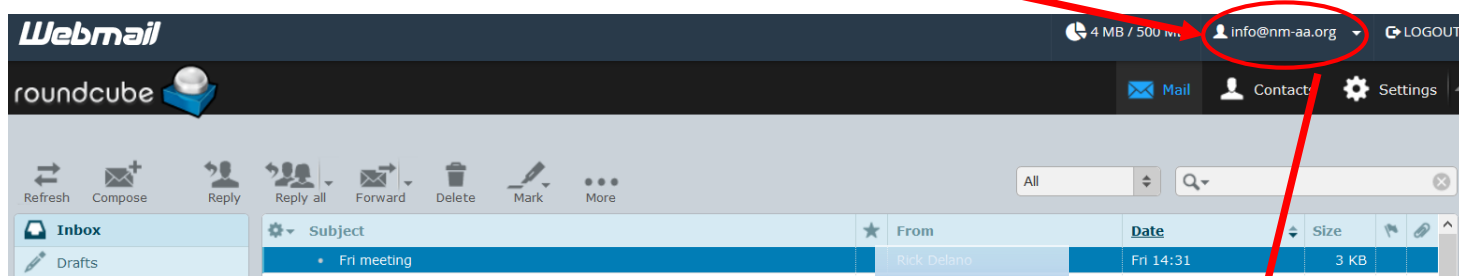 Webmail 4 MB / 500 M info@nm-aa.org LOGOUT
roundcube Mail Contacts Settings
All
Refresh Compose Reply Reply all Forward Delete Mark More
Inbox Subject From Date Size
Drafts Fri meeting Rick Delano Fri 14:31 3 KB